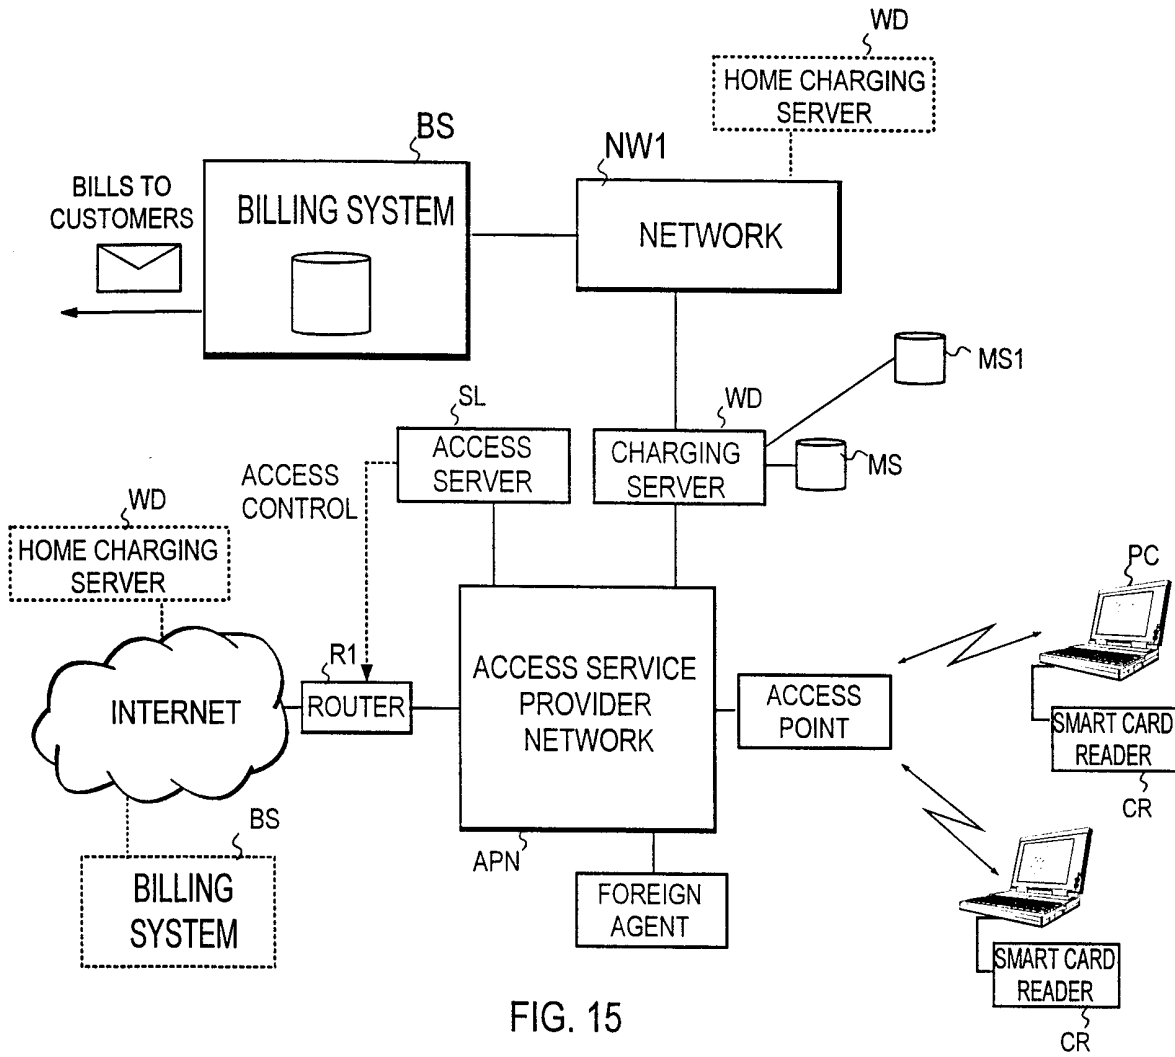 WD
HOME CHARGING
SERVER
BS
NW1
BILLS TO
CUSTOMERS
BILLING SYSTEM
NETWORK
MS1
SL
WD
ACCESS
SERVER
CHARGING
SERVER
MS
ACCESS
CONTROL
WD
HOME CHARGING
SERVER
PC
R1
INTERNET
ROUTER
ACCESS SERVICE
PROVIDER
NETWORK
ACCESS
POINT
SMART CARD
READER
CR
BS
APN
BILLING
SYSTEM
FOREIGN
AGENT
SMART CARD
READER
CR
FIG. 15